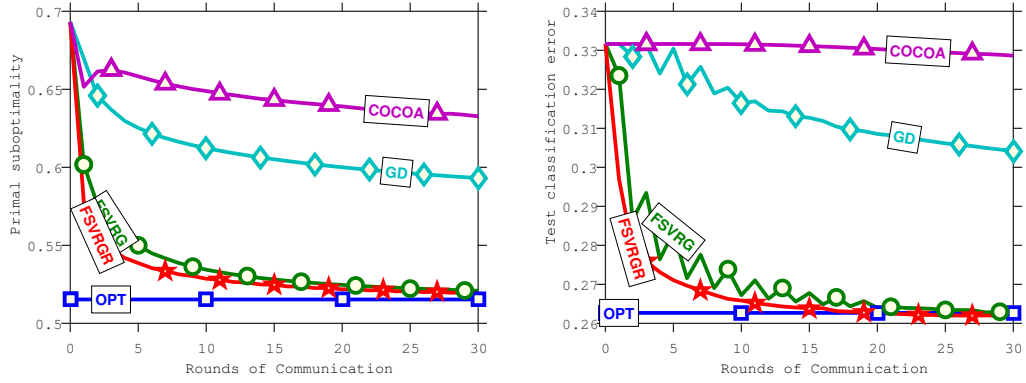 0.7
0.65
0.6
0.55
0.5
Primal suboptimality
COCOA
GD
FSVRG
FSVRGR
OPT
0 5 10 15 20 25 30
Rounds of Communication
0.34
0.33
0.32
0.31
0.3
0.29
0.28
0.27
0.26
Test classification error
COCOA
GD
FSVRG
FSVRGR
OPT
0 5 10 15 20 25 30
Rounds of Communication